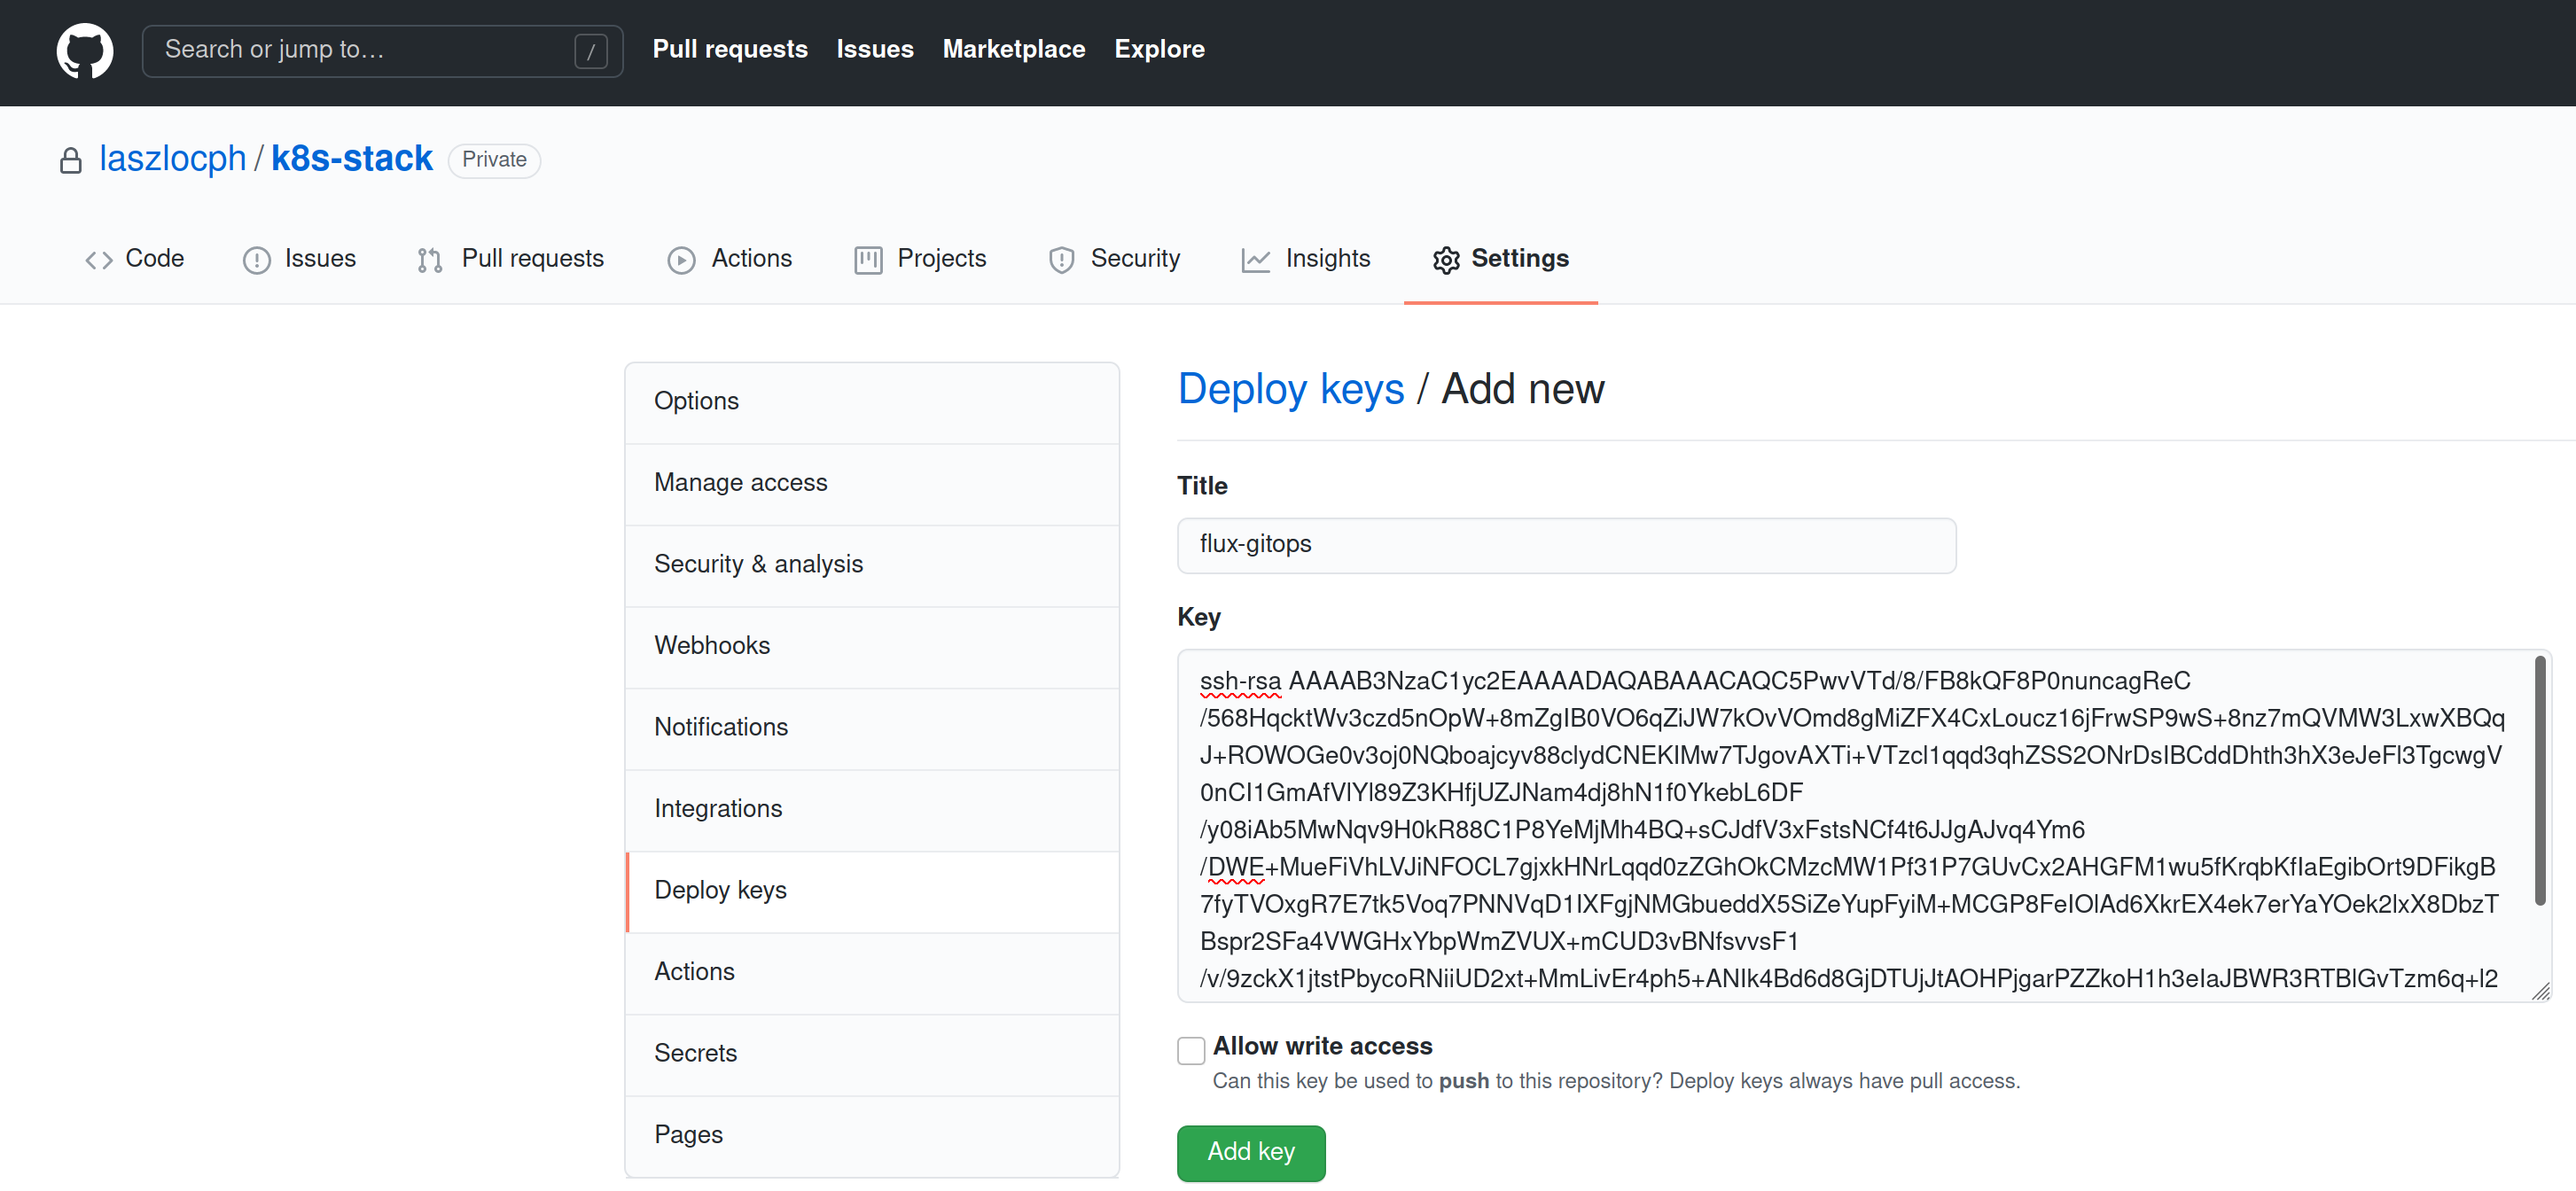 Search or jump to…
/
Pull requests
Issues
Marketplace
Explore
laszlocph / k8s-stack
Private
Code
Issues
Pull requests
Actions
Projects
Security
Insights
Settings
Options
Manage access
Security & analysis
Webhooks
Notifications
Integrations
Deploy keys
Actions
Secrets
Pages
Deploy keys / Add new
Title
flux-gitops
Key
ssh-rsa AAAAB3NzaC1yc2EAAAADAQABAAACAQC5PwvVTd/8/FB8kQF8P0nuncagReC
/568HqcktWv3czd5nOpW+8mZgIB0VO6qZiJW7kOvVOmd8gMiZFX4CxLoucz16jFrwSP9wS+8nz7mQVMW3LxwXBQq
J+ROWOGe0v3oj0NQboajcyv88clydCNEKlMw7TJgovAXTi+VTzcl1qqd3qhZSS2ONrDsIBCddDhth3hX3eJeFl3TgcwgV
0nCI1GmAfVlYl89Z3KHfjUZJNam4dj8hN1f0YkebL6DF
/y08iAb5MwNqv9H0kR88C1P8YeMjMh4BQ+sCJdfV3xFstsNCf4t6JJgAJvq4Ym6
/DWE+MueFiVhLVJiNFOCL7gjxkHNrLqqd0zZGhOkCMzcMW1Pf31P7GUvCx2AHGFM1wu5fKrqbKfIaEgibOrt9DFikgB
7fyTVOxgR7E7tk5Voq7PNNVqD1lXFgjNMGbueddX5SiZeYupFyiM+MCGP8FeIOlAd6XkrEX4ek7erYaYOek2lxX8DbzT
Bspr2SFa4VWGHxYbpWmZVUX+mCUD3vBNfsvvsF1
/v/9zckX1jtstPbycoRNiiUD2xt+MmLivEr4ph5+ANIk4Bd6d8GjDTUjJtAOHPjgarPZZkoH1h3eIaJBWR3RTBlGvTzm6q+l2
Allow write access
Can this key be used to push to this repository? Deploy keys always have pull access.
Add key